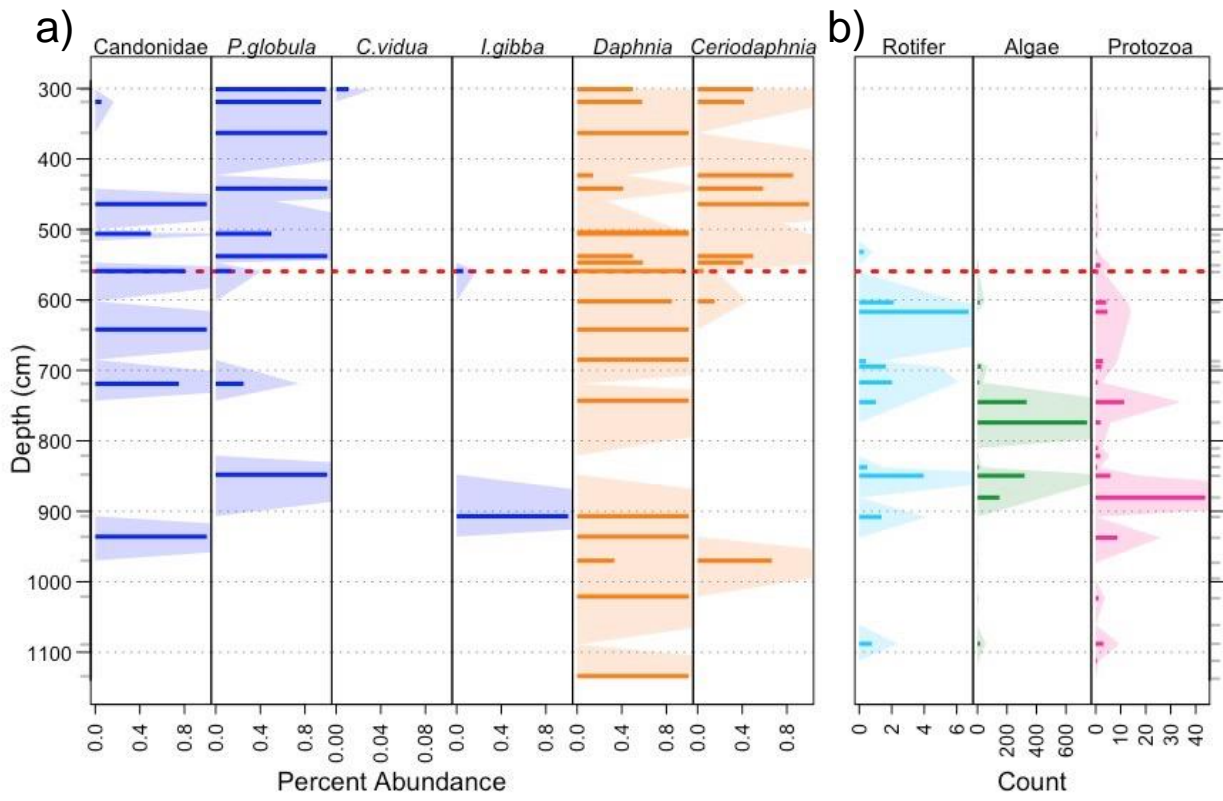 a)
Candonidae P.globula C.vidua I.gibba Daphnia Ceriodaphnia
b)
Rotifer Algae Protozoa
Depth (cm)
300
400
500
600
700
800
900
1000
1100
0.0 0.4 0.8 0.0 0.4 0.8 0.00 0.04 0.08 0.0 0.4 0.8 0.0 0.4 0.8 0.0 0.4 0.8
0 2 4 6 0 200 400 600 0 10 20 30 40
Percent Abundance
Count